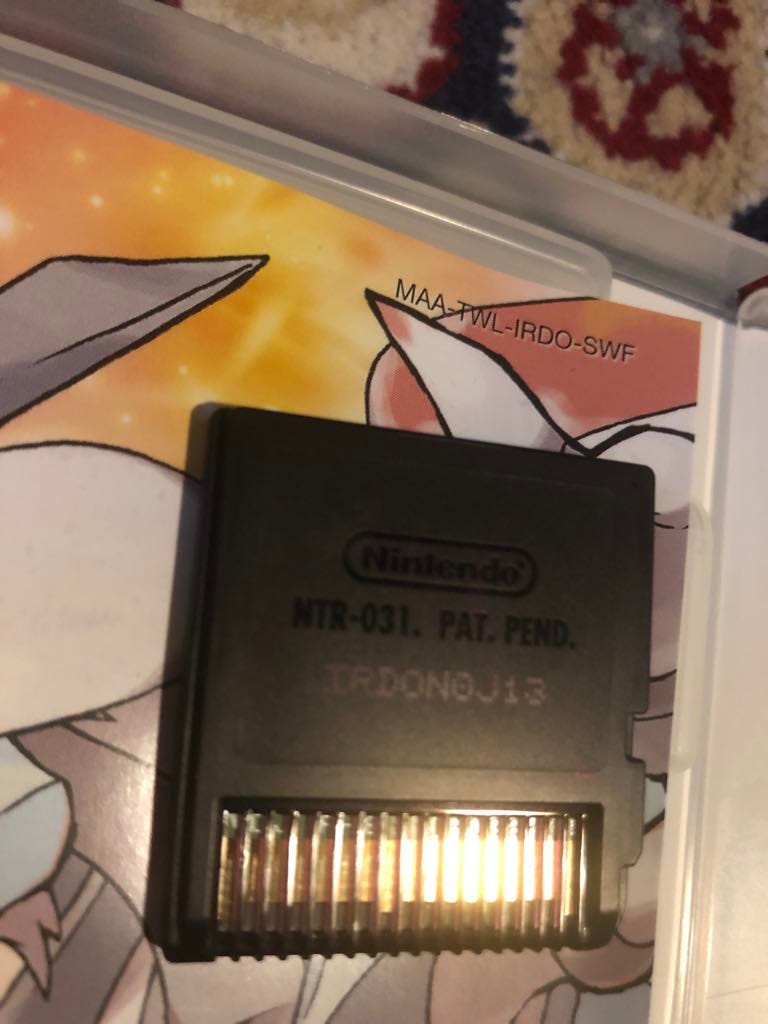 MAA-TWL-IRDO-SWF
Nintendo®
NTR-031. PAT. PEND.
IRDON0J13